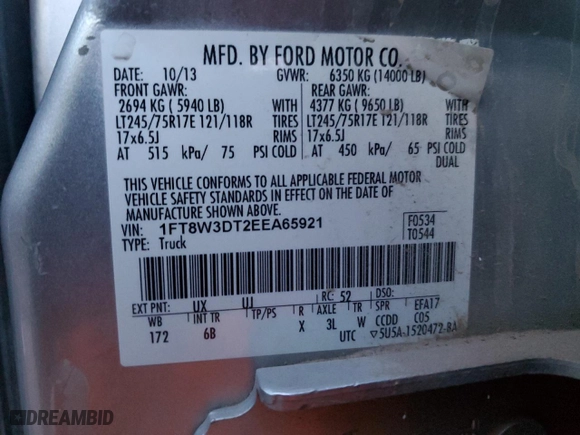 MFD. BY FORD MOTOR CO.
DATE: 10/13 GVWR: 6350 KG (14000 LB)
FRONT GAWR: REAR GAWR:
2694 KG ( 5940 LB) WITH 4377 KG ( 9650 LB) WITH
LT245/75R17E 121/118R TIRES LT245/75R17E 121/118R TIRES
17x6.5J RIMS 17x6.5J RIMS
AT 515 kPa/ 75 PSI COLD AT 450 kPa/ 65 PSI COLD
DUAL
THIS VEHICLE CONFORMS TO ALL APPLICABLE FEDERAL MOTOR
VEHICLE SAFETY STANDARDS IN EFFECT ON THE DATE OF
MANUFACTURE SHOWN ABOVE.
VIN: 1FT8W3DT2EEA65921 F0534
TYPE: Truck T0544
EXT PNT: UX UJ RC: 52 DSO:
WB INT TR TP/PS R AXLE TR SPR EFA17
172 6B X 3L W CCDD C05
UTC ▽5U5A-1520472-BA
DREAMBID